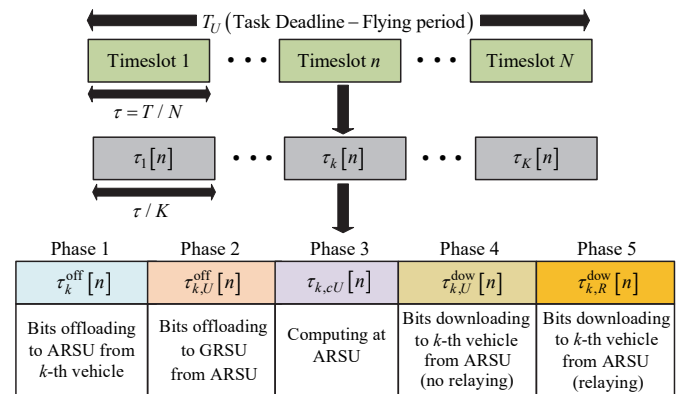 T_U (Task Deadline – Flying period)
Timeslot 1 • • • Timeslot n • • • Timeslot N
τ = T / N
τ_1[n] • • • τ_k[n] • • • τ_K[n]
τ / K
Phase 1 Phase 2 Phase 3 Phase 4 Phase 5
τ_k^off[n] τ_{k,U}^off[n] τ_{k,cU}[n] τ_{k,U}^dow[n] τ_{k,R}^dow[n]
Bits offloading
to ARSU from
k-th vehicle
Bits offloading
to GRSU
from ARSU
Computing at
ARSU
Bits downloading
to k-th vehicle
from ARSU
(no relaying)
Bits downloading
to k-th vehicle
from ARSU
(relaying)